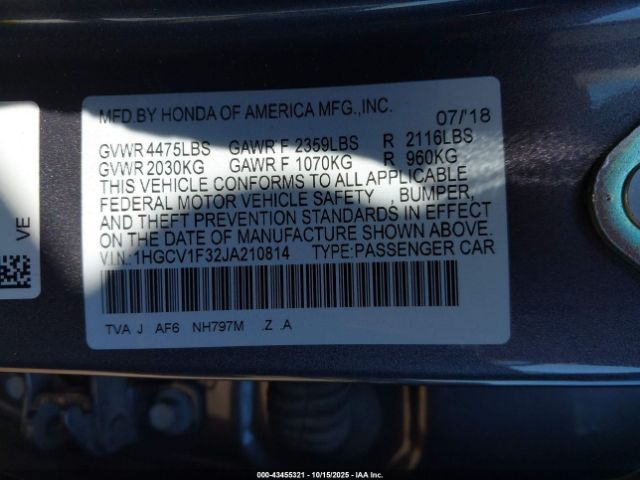 MFD.BY HONDA OF AMERICA MFG.,INC. 07/'18
GVWR 4475LBS GAWR F 2359LBS R 2116LBS
GVWR 2030KG GAWR F 1070KG R 960KG
THIS VEHICLE CONFORMS TO ALL APPLICABLE
FEDERAL MOTOR VEHICLE SAFETY , BUMPER,
AND THEFT PREVENTION STANDARDS IN EFFECT
ON THE DATE OF MANUFACTURE SHOWN ABOVE.
V.I.N.:1HGCV1F32JA210814 TYPE:PASSENGER CAR
TVA J AF6 NH797M .Z .A
VE
000-43455321 - 10/15/2025 - IAA Inc.